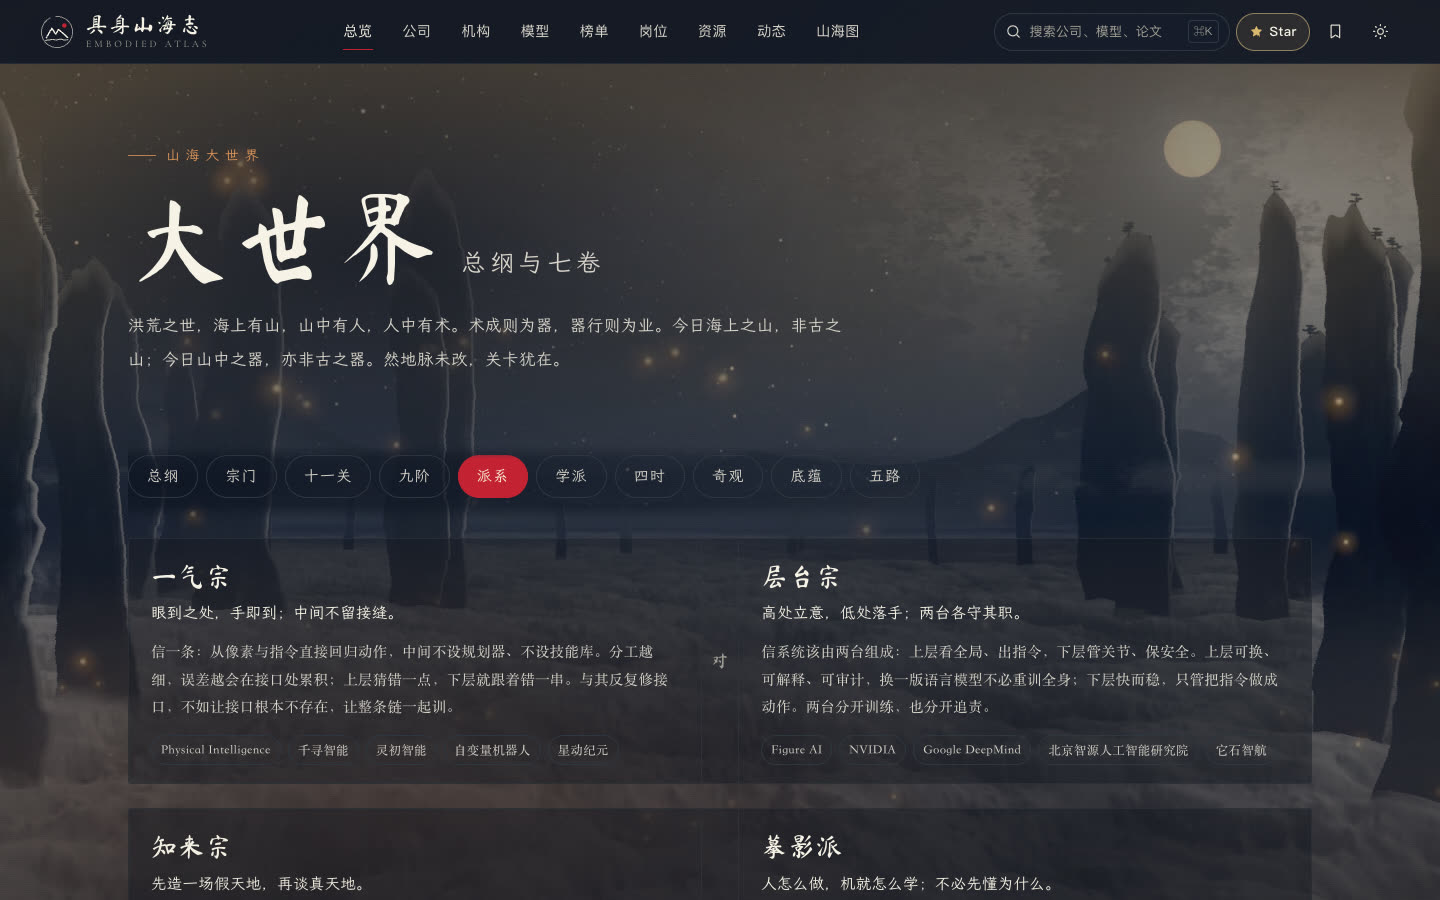 具身山海志
EMBODIED ATLAS
总览 公司 机构 模型 榜单 岗位 资源 动态 山海图
搜索公司、模型、论文 ⌘K
Star
山海大世界
大世界 总纲与七卷
洪荒之世，海上有山，山中有人，人中有术。术成则为器，器行则为业。今日海上之山，非古之
山；今日山中之器，亦非古之器。然地脉未改，关卡犹在。
总纲 宗门 十一关 九阶 派系 学派 四时 奇观 底蕴 五路
一气宗
眼到之处，手即到；中间不留接缝。
信一条：从像素与指令直接回归动作，中间不设规划器、不设技能库。分工越
细，误差越会在接口处累积；上层猜错一点，下层就跟着错一串。与其反复修接
口，不如让接口根本不存在，让整条链一起训。
Physical Intelligence 千寻智能 灵初智能 自变量机器人 星动纪元
对
层台宗
高处立意，低处落手；两台各守其职。
信系统该由两台组成：上层看全局、出指令，下层管关节、保安全。上层可换、
可解释、可审计，换一版语言模型不必重训全身；下层快而稳，只管把指令做成
动作。两台分开训练，也分开追责。
Figure AI NVIDIA Google DeepMind 北京智源人工智能研究院 它石智航
知来宗
先造一场假天地，再谈真天地。
摹影派
人怎么做，机就怎么学；不必先懂为什么。